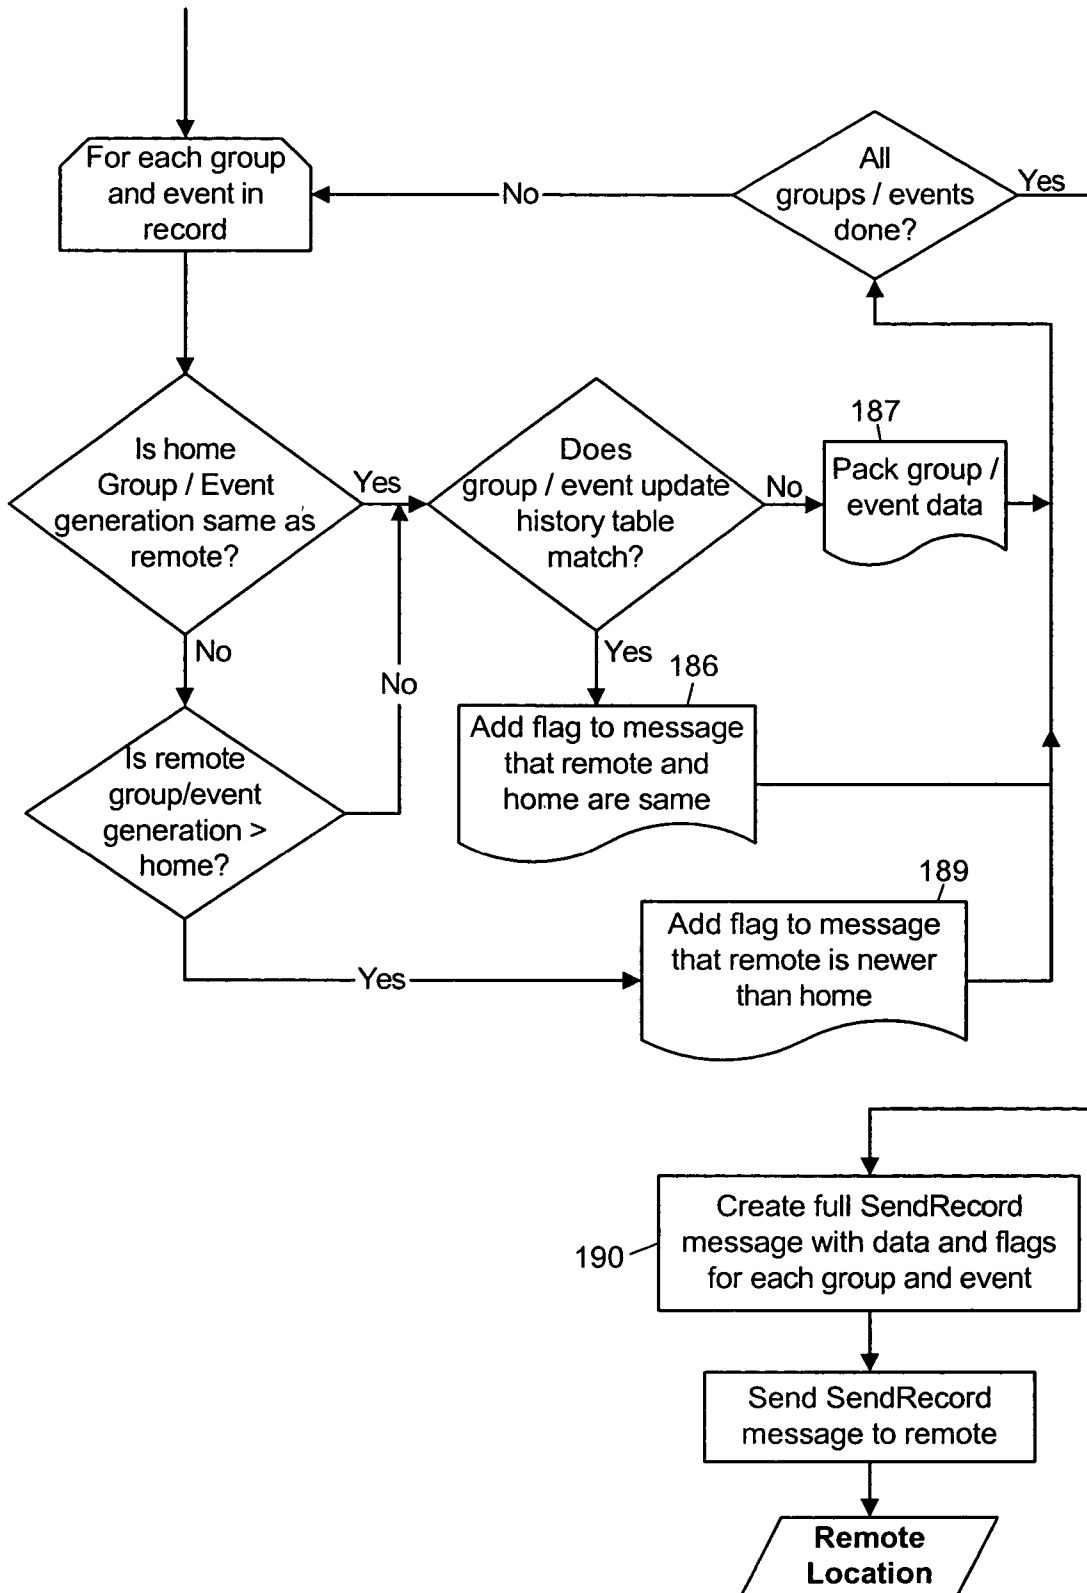 For each group
and event in
record
No
All
groups / events
done?
Yes
Is home
Group / Event
generation same as
remote?
Yes
No
Does
group / event update
history table
match?
No
187
Pack group /
event data
Yes
186
Add flag to message
that remote and
home are same
No
Is remote
group/event
generation >
home?
Yes
189
Add flag to message
that remote is newer
than home
190
Create full SendRecord
message with data and flags
for each group and event
Send SendRecord
message to remote
Remote
Location